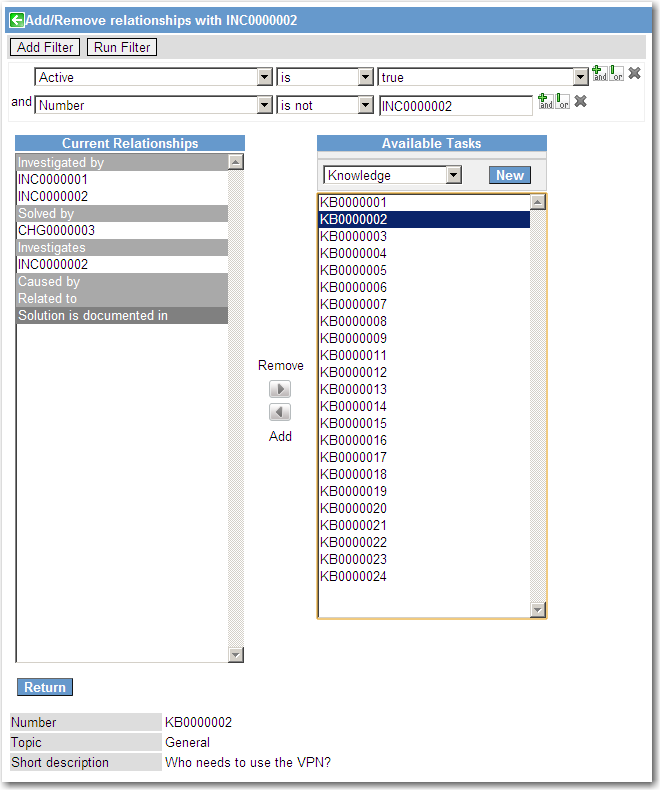 Add/Remove relationships with INC0000002
Add Filter Run Filter
Active is true and or
and Number is not INC0000002 and or
Current Relationships
Investigated by
INC0000001
INC0000002
Solved by
CHG0000003
Investigates
INC0000002
Caused by
Related to
Solution is documented in
Remove
Add
Available Tasks
Knowledge New
KB0000001
KB0000002
KB0000003
KB0000004
KB0000005
KB0000006
KB0000007
KB0000008
KB0000009
KB0000011
KB0000012
KB0000013
KB0000014
KB0000015
KB0000016
KB0000017
KB0000018
KB0000019
KB0000020
KB0000021
KB0000022
KB0000023
KB0000024
Return
Number KB0000002
Topic General
Short description Who needs to use the VPN?